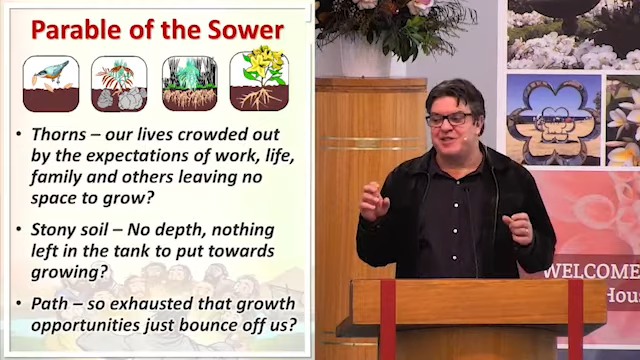 Parable of the Sower
• Thorns – our lives crowded out
by the expectations of work, life,
family and others leaving no
space to grow?
• Stony soil – No depth, nothing
left in the tank to put towards
growing?
• Path – so exhausted that growth
opportunities just bounce off us?
WELCOME
Hous